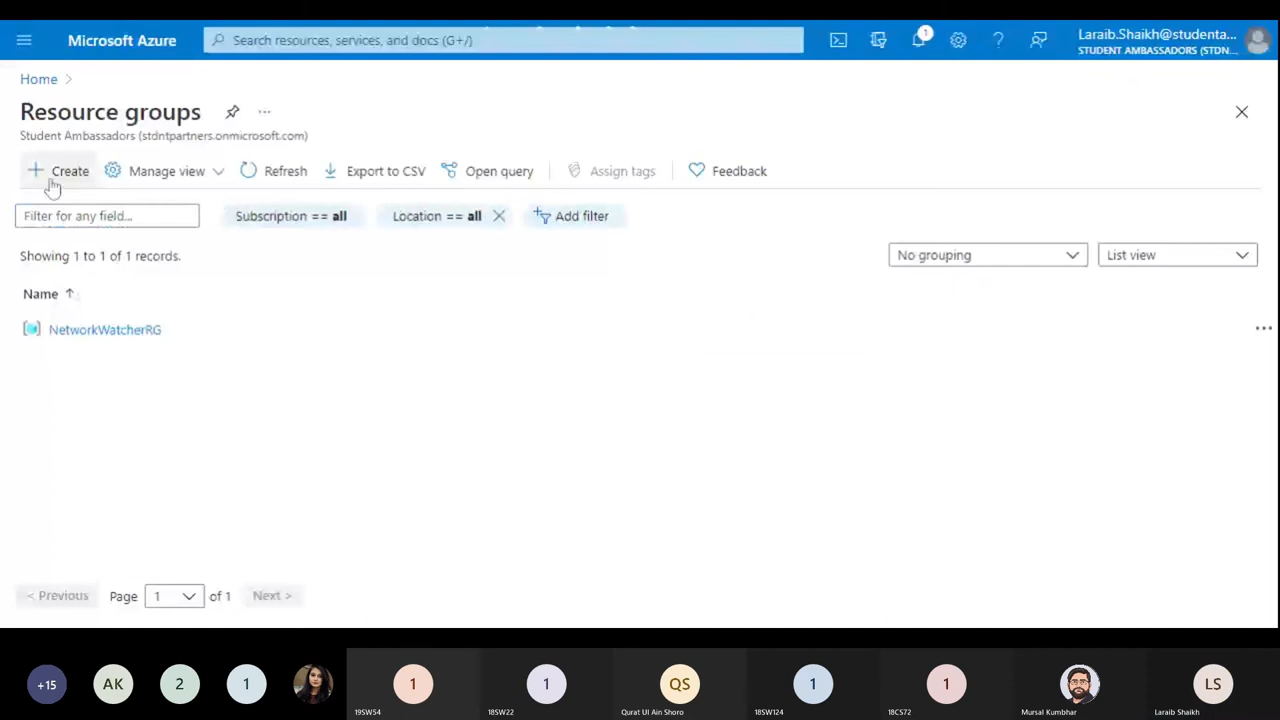 Microsoft Azure
Search resources, services, and docs (G+/)
1
Laraib.Shaikh@studenta...
STUDENT AMBASSADORS (STDN...
Home
Resource groups
Student Ambassadors (stdntpartners.onmicrosoft.com)
Create
Manage view
Refresh
Export to CSV
Open query
Assign tags
Feedback
Filter for any field...
Subscription == all
Location == all
Add filter
Showing 1 to 1 of 1 records.
No grouping
List view
Name
NetworkWatcherRG
< Previous
Page
1
of 1
Next >
+15
AK
2
1
1
19SW54
1
18SW22
QS
Qurat Ul Ain Shoro
1
18SW124
1
18CS72
Mursal Kumbhar
LS
Laraib Shaikh